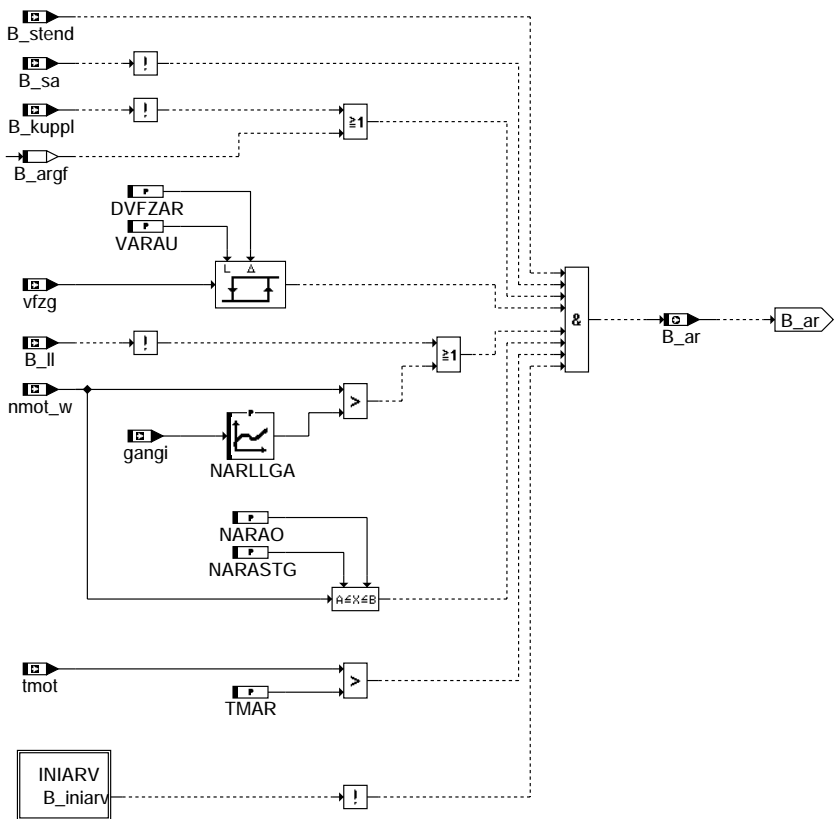 B_stend
B_sa
!
B_kuppl
!
≧1
B_argf
P
DVFZAR
P
VARAU
L Δ
vfzg
B_ll
!
≧1
&
B_ar
B_ar
nmot_w
>
P
gangi
NARLLGA
P
NARAO
P
NARASTG
A≦X≦B
tmot
>
P
TMAR
INIARV
B_iniarv
!